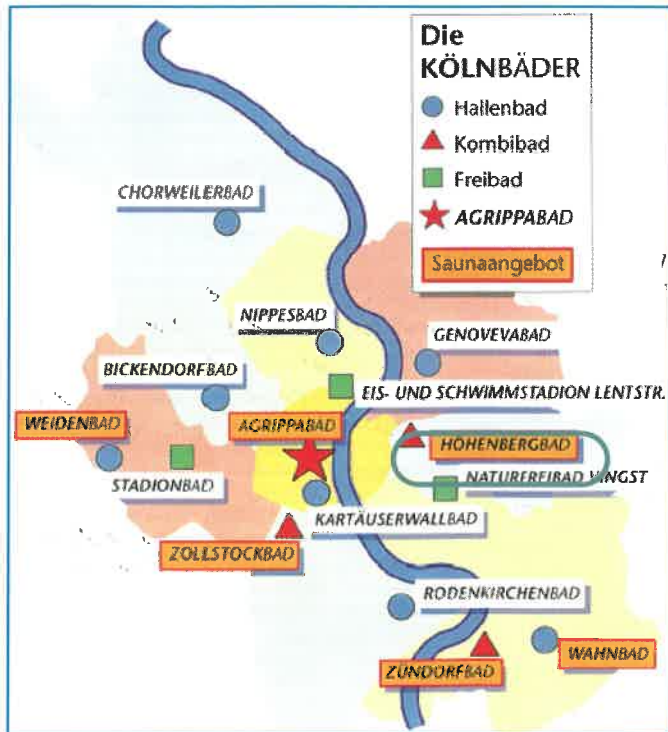 Die
KÖLNBÄDER
Hallenbad
Kombibad
Freibad
AGRIPPABAD
Saunaangebot
CHORWEILERBAD
NIPPESBAD
GENOVEVABAD
BICKENDORFBAD
EIS- UND SCHWIMMSTADION LENTSTR.
WEIDENBAD
AGRIPPABAD
HÖHENBERGBAD
STADIONBAD
NATURFREIBAD VINGST
KARTÄUSERWALLBAD
ZOLLSTOCKBAD
RODENKIRCHENBAD
ZÜNDORFBAD
WAHNBAD